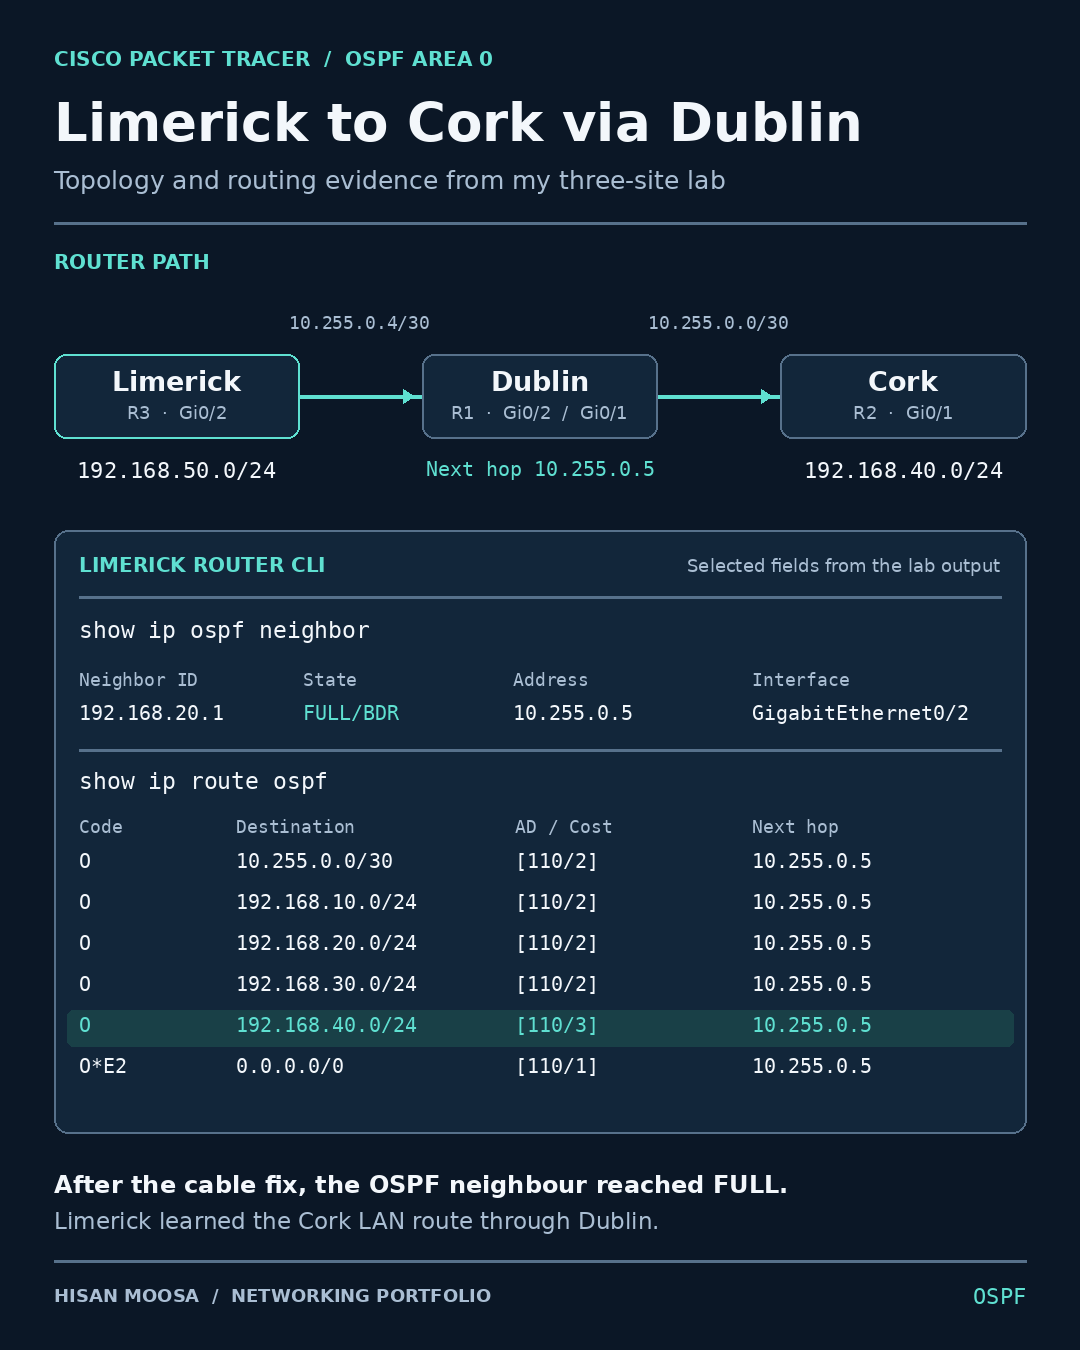 CISCO PACKET TRACER / OSPF AREA 0
Limerick to Cork via Dublin
Topology and routing evidence from my three-site lab
ROUTER PATH
10.255.0.4/30 10.255.0.0/30
Limerick Dublin Cork
R3 · Gi0/2 R1 · Gi0/2 / Gi0/1 R2 · Gi0/1
192.168.50.0/24 Next hop 10.255.0.5 192.168.40.0/24
LIMERICK ROUTER CLI Selected fields from the lab output
show ip ospf neighbor
Neighbor ID State Address Interface
192.168.20.1 FULL/BDR 10.255.0.5 GigabitEthernet0/2
show ip route ospf
Code Destination AD / Cost Next hop
O 10.255.0.0/30 [110/2] 10.255.0.5
O 192.168.10.0/24 [110/2] 10.255.0.5
O 192.168.20.0/24 [110/2] 10.255.0.5
O 192.168.30.0/24 [110/2] 10.255.0.5
O 192.168.40.0/24 [110/3] 10.255.0.5
O*E2 0.0.0.0/0 [110/1] 10.255.0.5
After the cable fix, the OSPF neighbour reached FULL.
Limerick learned the Cork LAN route through Dublin.
HISAN MOOSA / NETWORKING PORTFOLIO OSPF